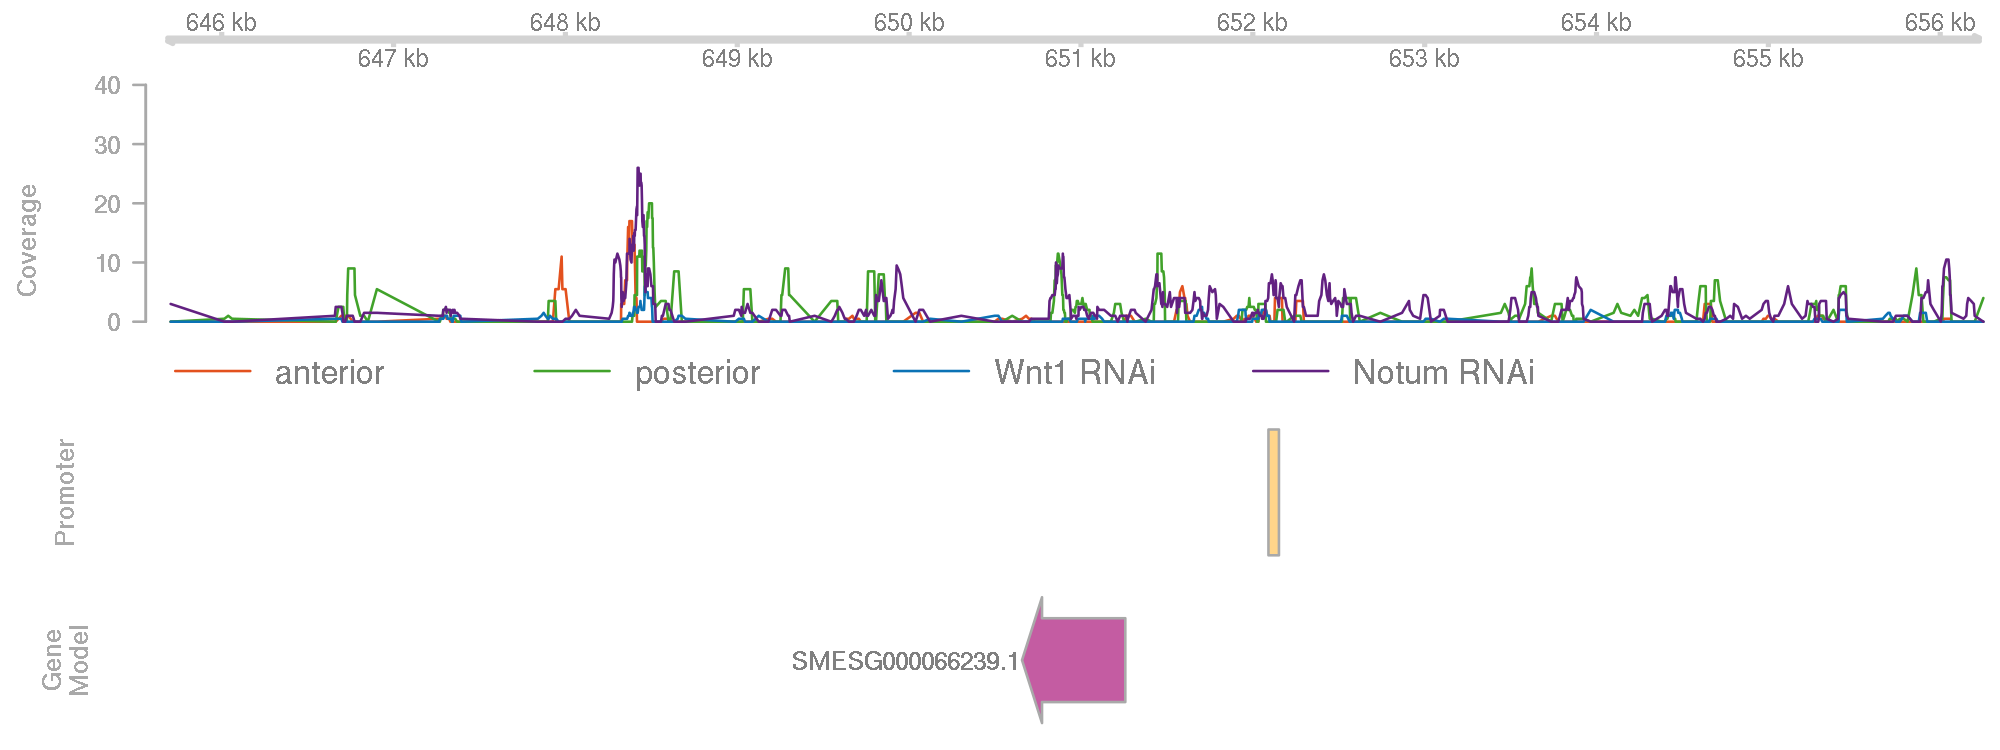 646 kb 648 kb 650 kb 652 kb 654 kb 656 kb
647 kb 649 kb 651 kb 653 kb 655 kb
40
30
20
10
0
Coverage
anterior posterior Wnt1 RNAi Notum RNAi
Promoter
Gene
Model
SMESG000066239.1